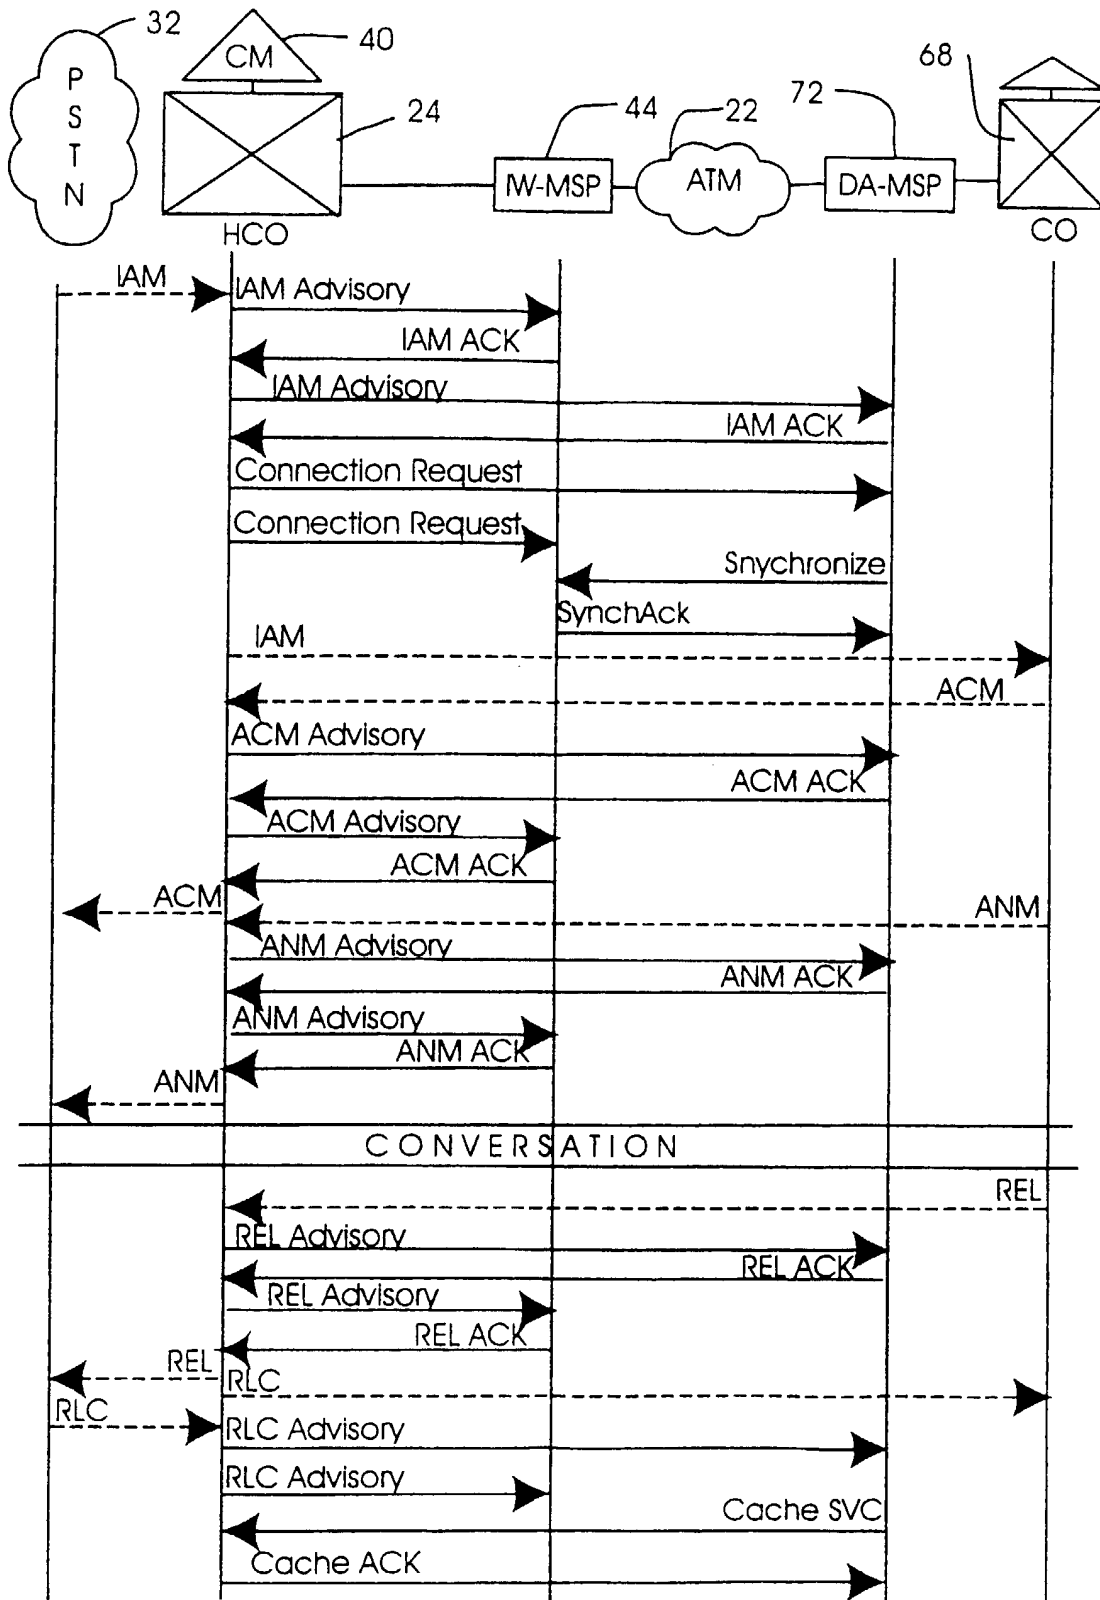 32
40
CM
P
S
T
N
24
44
22
72
68
IW-MSP
ATM
DA-MSP
HCO
CO
IAM
IAM Advisory
IAM ACK
IAM Advisory
IAM ACK
Connection Request
Connection Request
Snychronize
SynchAck
IAM
ACM
ACM Advisory
ACM ACK
ACM Advisory
ACM ACK
ACM
ANM
ANM Advisory
ANM ACK
ANM Advisory
ANM ACK
ANM
CONVERSATION
REL
REL Advisory
REL ACK
REL Advisory
REL ACK
REL
RLC
RLC
RLC Advisory
RLC Advisory
Cache SVC
Cache ACK